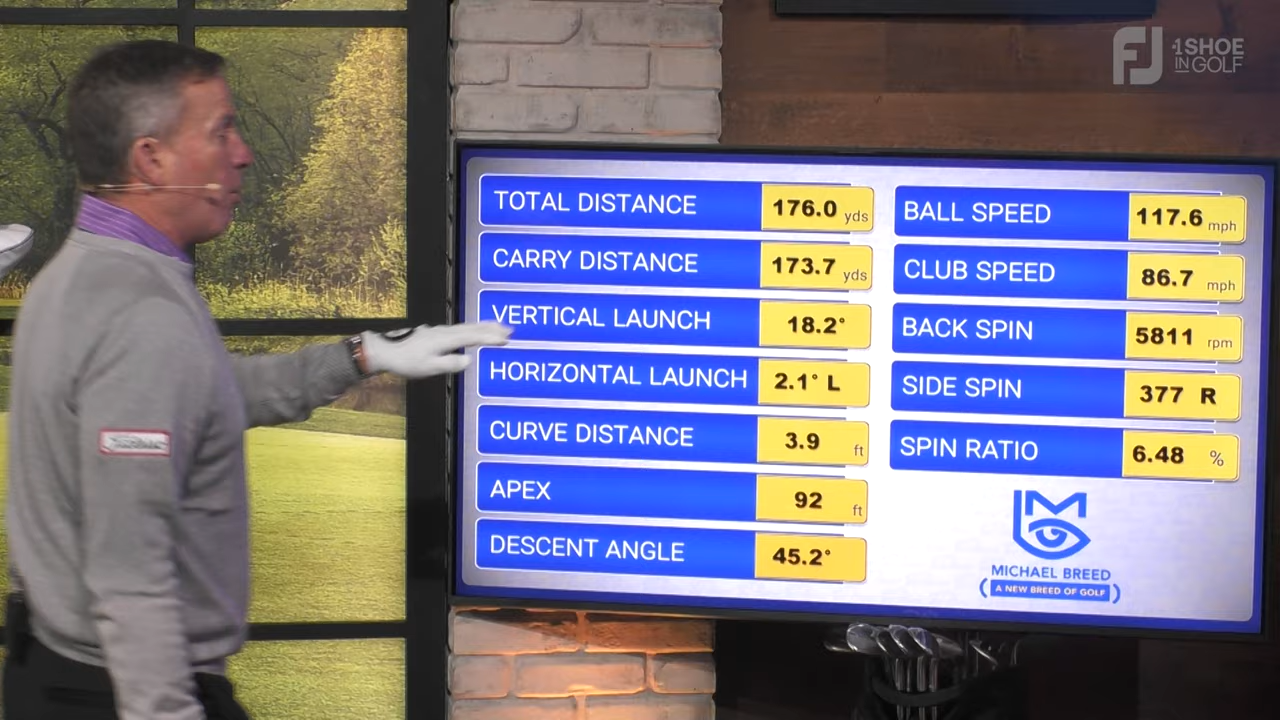 FJ #1SHOE
IN GOLF
TOTAL DISTANCE 176.0 yds
CARRY DISTANCE 173.7 yds
VERTICAL LAUNCH 18.2°
HORIZONTAL LAUNCH 2.1° L
CURVE DISTANCE 3.9 ft
APEX 92 ft
DESCENT ANGLE 45.2°
BALL SPEED 117.6 mph
CLUB SPEED 86.7 mph
BACK SPIN 5811 rpm
SIDE SPIN 377 R
SPIN RATIO 6.48 %
MICHAEL BREED
(A NEW BREED OF GOLF)